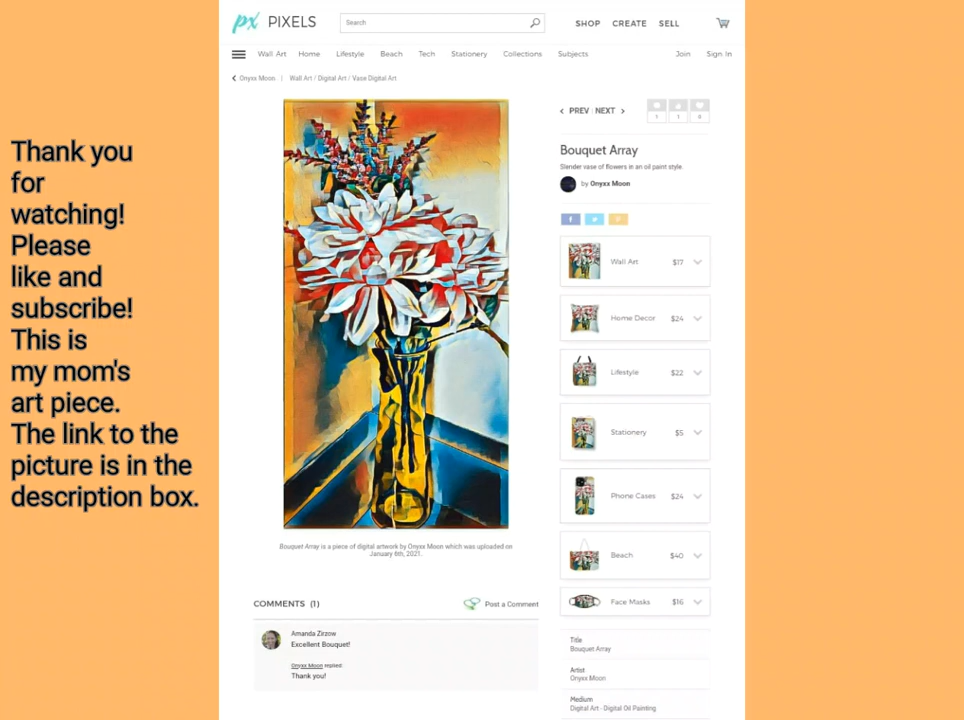 Thank you
for
watching!
Please
like and
subscribe!
This is
my mom's
art piece.
The link to the
picture is in the
description box.
px PIXELS
Search
SHOP CREATE SELL
Wall Art Home Lifestyle Beach Tech Stationery Collections Subjects Join Sign In
Onyxx Moon | Wall Art / Digital Art / Vase Digital Art
PREV NEXT
1 1 0
Bouquet Array
Slender vase of flowers in an oil paint style.
by Onyxx Moon
Wall Art $17
Home Decor $24
Lifestyle $22
Stationery $5
Phone Cases $24
Beach $40
Face Masks $16
Title
Bouquet Array
Artist
Onyxx Moon
Medium
Digital Art - Digital Oil Painting
Bouquet Array is a piece of digital artwork by Onyxx Moon which was uploaded on
January 6th, 2021.
COMMENTS (1)
Post a Comment
Amanda Zirzow
Excellent Bouquet!
Onyxx Moon replied:
Thank you!